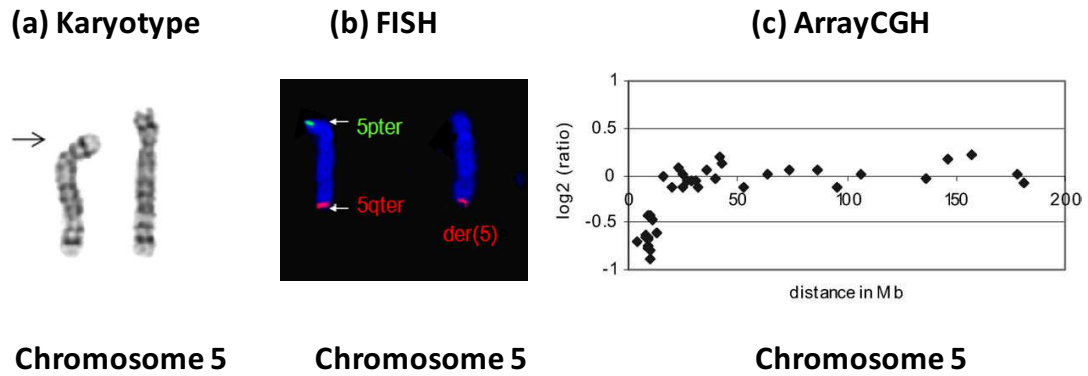 (a) Karyotype
(b) FISH
(c) ArrayCGH
5pter
5qter
der(5)
1
0.5
0
-0.5
-1
0
50
100
150
200
log2 (ratio)
distance in Mb
Chromosome 5
Chromosome 5
Chromosome 5